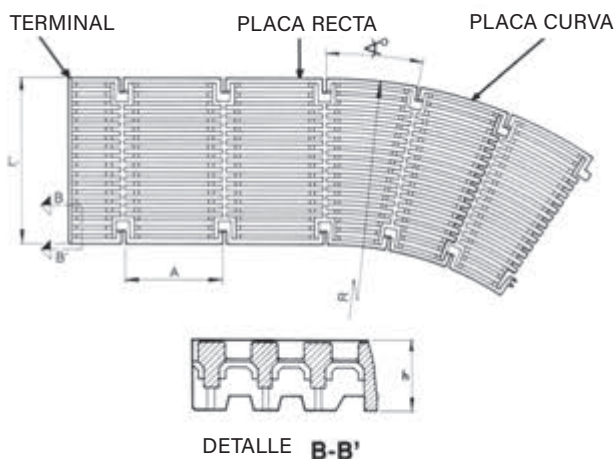 TERMINAL
PLACA RECTA
PLACA CURVA
A°
B
B'
A
R
DETALLE B-B'